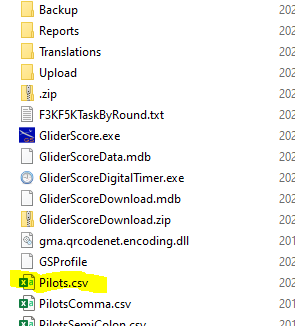 Backup 202
Reports 202
Translations 202
Upload 202
.zip 202
F3KF5KTaskByRound.txt 202
GliderScore.exe 202
GliderScoreData.mdb 202
GliderScoreDigitalTimer.exe 202
GliderScoreDownload.mdb 202
GliderScoreDownload.zip 202
gma.qrcodenet.encoding.dll 201
GSProfile 202
Pilots.csv 202
PilotsComma.csv 201
PilotsSemiColon.csv 201